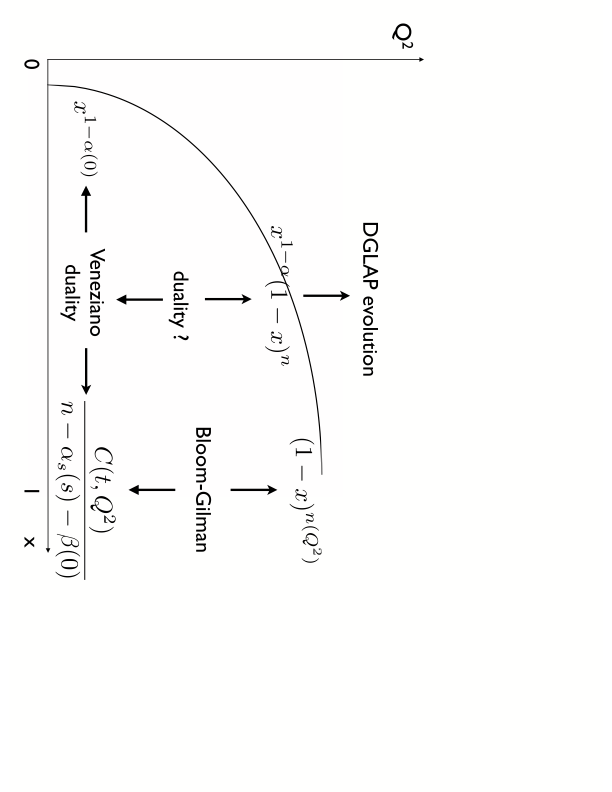 Q²
DGLAP evolution
x^{1−α}(1 − x)^n
(1 − x)^{n(Q²)}
duality ?
Bloom-Gilman
x^{1−α(0)}
Veneziano
duality
C(t, Q²)
n − α_s(s) − β(0)
0
1
x